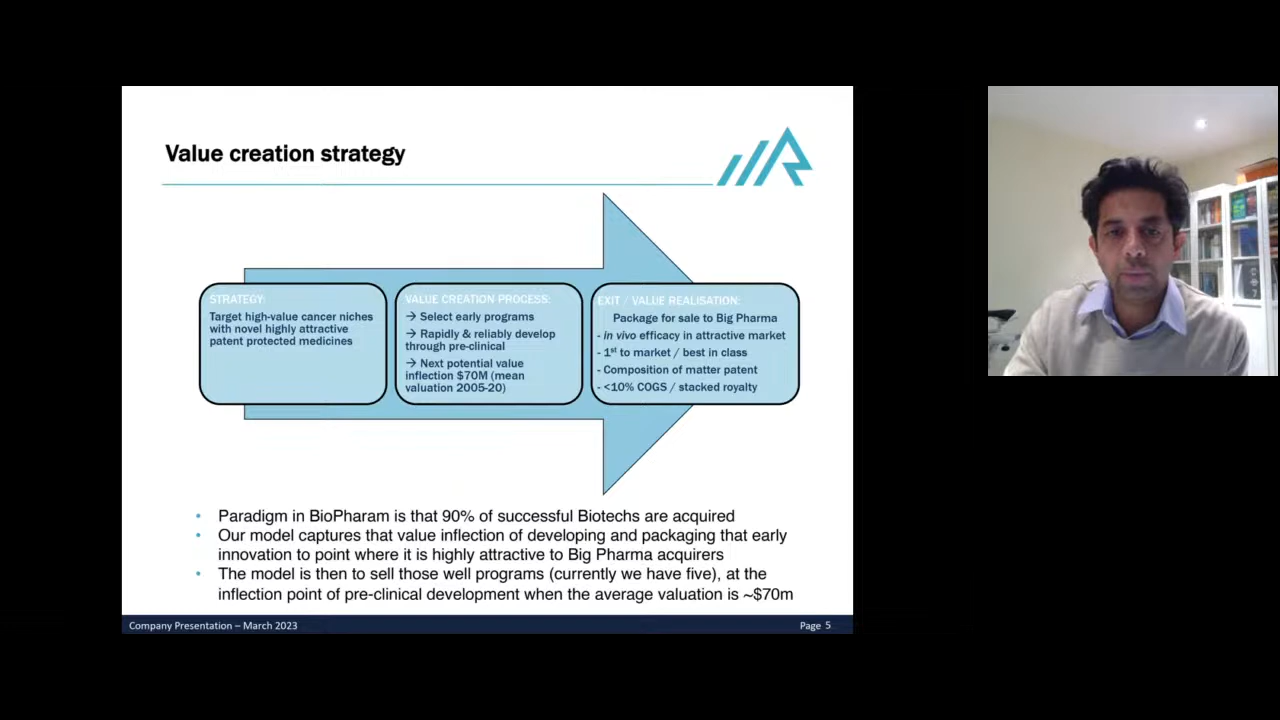 Value creation strategy
STRATEGY:
Target high-value cancer niches
with novel highly attractive
patent protected medicines
VALUE CREATION PROCESS:
→ Select early programs
→ Rapidly & reliably develop
through pre-clinical
→ Next potential value
inflection $70M (mean
valuation 2005-20)
EXIT / VALUE REALISATION:
Package for sale to Big Pharma
- in vivo efficacy in attractive market
- 1st to market / best in class
- Composition of matter patent
- <10% COGS / stacked royalty
• Paradigm in BioPharam is that 90% of successful Biotechs are acquired
• Our model captures that value inflection of developing and packaging that early
innovation to point where it is highly attractive to Big Pharma acquirers
• The model is then to sell those well programs (currently we have five), at the
inflection point of pre-clinical development when the average valuation is ~$70m
Company Presentation – March 2023
Page 5